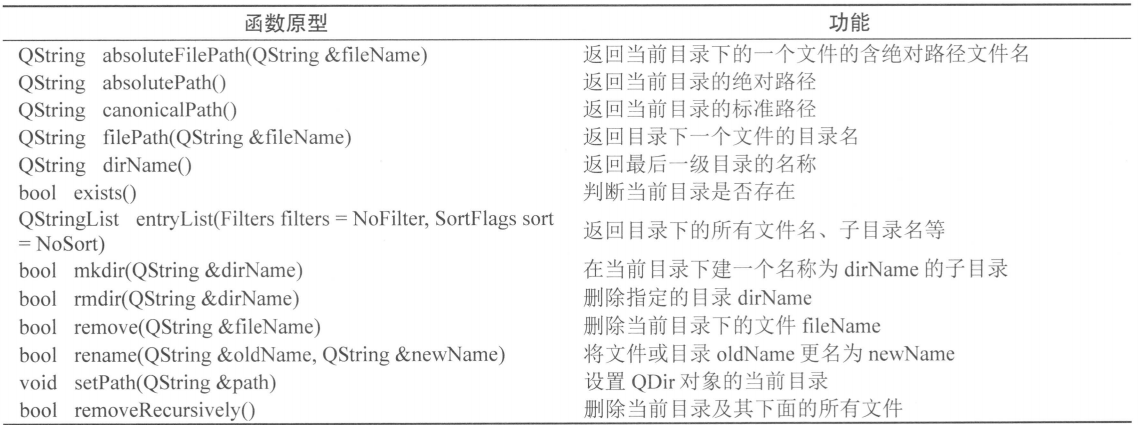 函数原型 功能
QString absoluteFilePath(QString &fileName) 返回当前目录下的一个文件的含绝对路径文件名
QString absolutePath() 返回当前目录的绝对路径
QString canonicalPath() 返回当前目录的标准路径
QString filePath(QString &fileName) 返回目录下一个文件的目录名
QString dirName() 返回最后一级目录的名称
bool exists() 判断当前目录是否存在
QStringList entryList(Filters filters = NoFilter, SortFlags sort
= NoSort) 返回目录下的所有文件名、子目录名等
bool mkdir(QString &dirName) 在当前目录下建一个名称为 dirName 的子目录
bool rmdir(QString &dirName) 删除指定的目录 dirName
bool remove(QString &fileName) 删除当前目录下的文件 fileName
bool rename(QString &oldName, QString &newName) 将文件或目录 oldName 更名为 newName
void setPath(QString &path) 设置 QDir 对象的当前目录
bool removeRecursively() 删除当前目录及其下面的所有文件